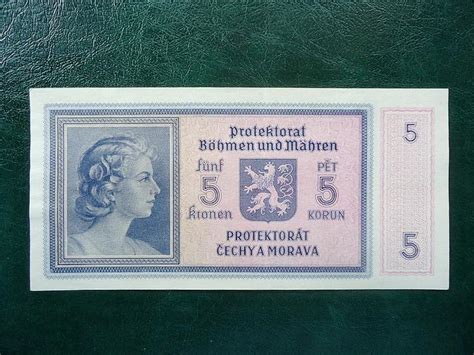 Protektorat
Böhmen und Mähren
fünf PĚT
5 5
kronen KORUN
PROTEKTORÁT
ČECHY A MORAVA
5
5